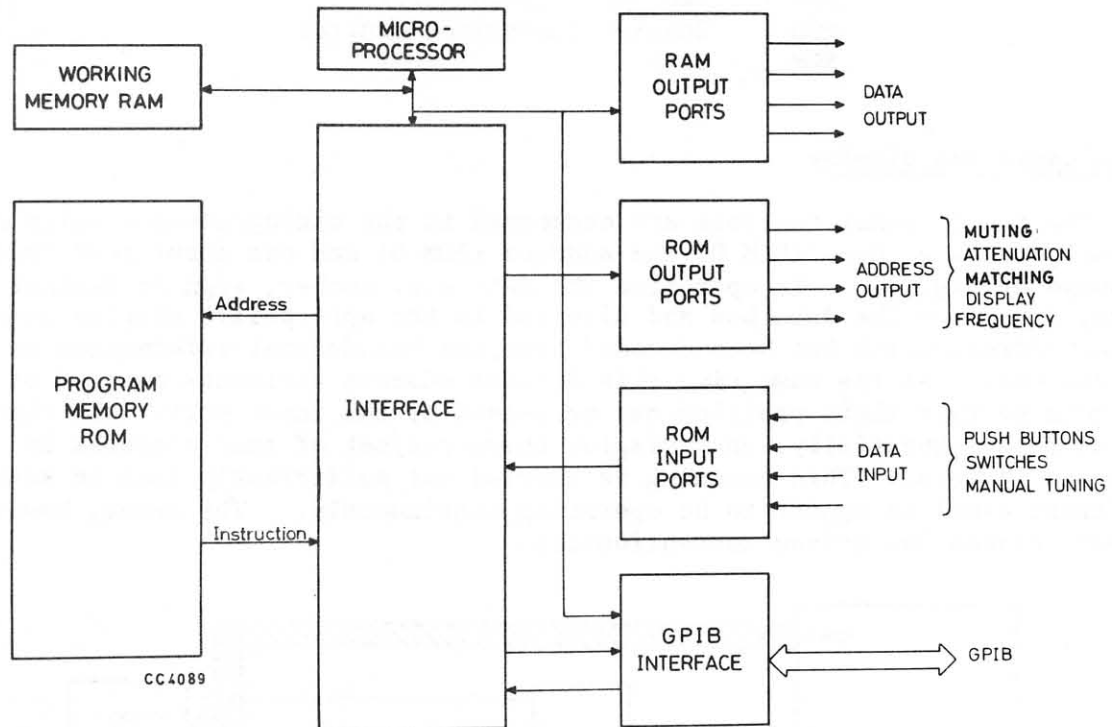 MICRO-
PROCESSOR
WORKING
MEMORY RAM
RAM
OUTPUT
PORTS
DATA
OUTPUT
ROM
OUTPUT
PORTS
ADDRESS
OUTPUT
MUTING
ATTENUATION
MATCHING
DISPLAY
FREQUENCY
Address
PROGRAM
MEMORY
ROM
INTERFACE
ROM
INPUT
PORTS
DATA
INPUT
PUSH BUTTONS
SWITCHES
MANUAL TUNING
Instruction
GPIB
INTERFACE
GPIB
CC4089